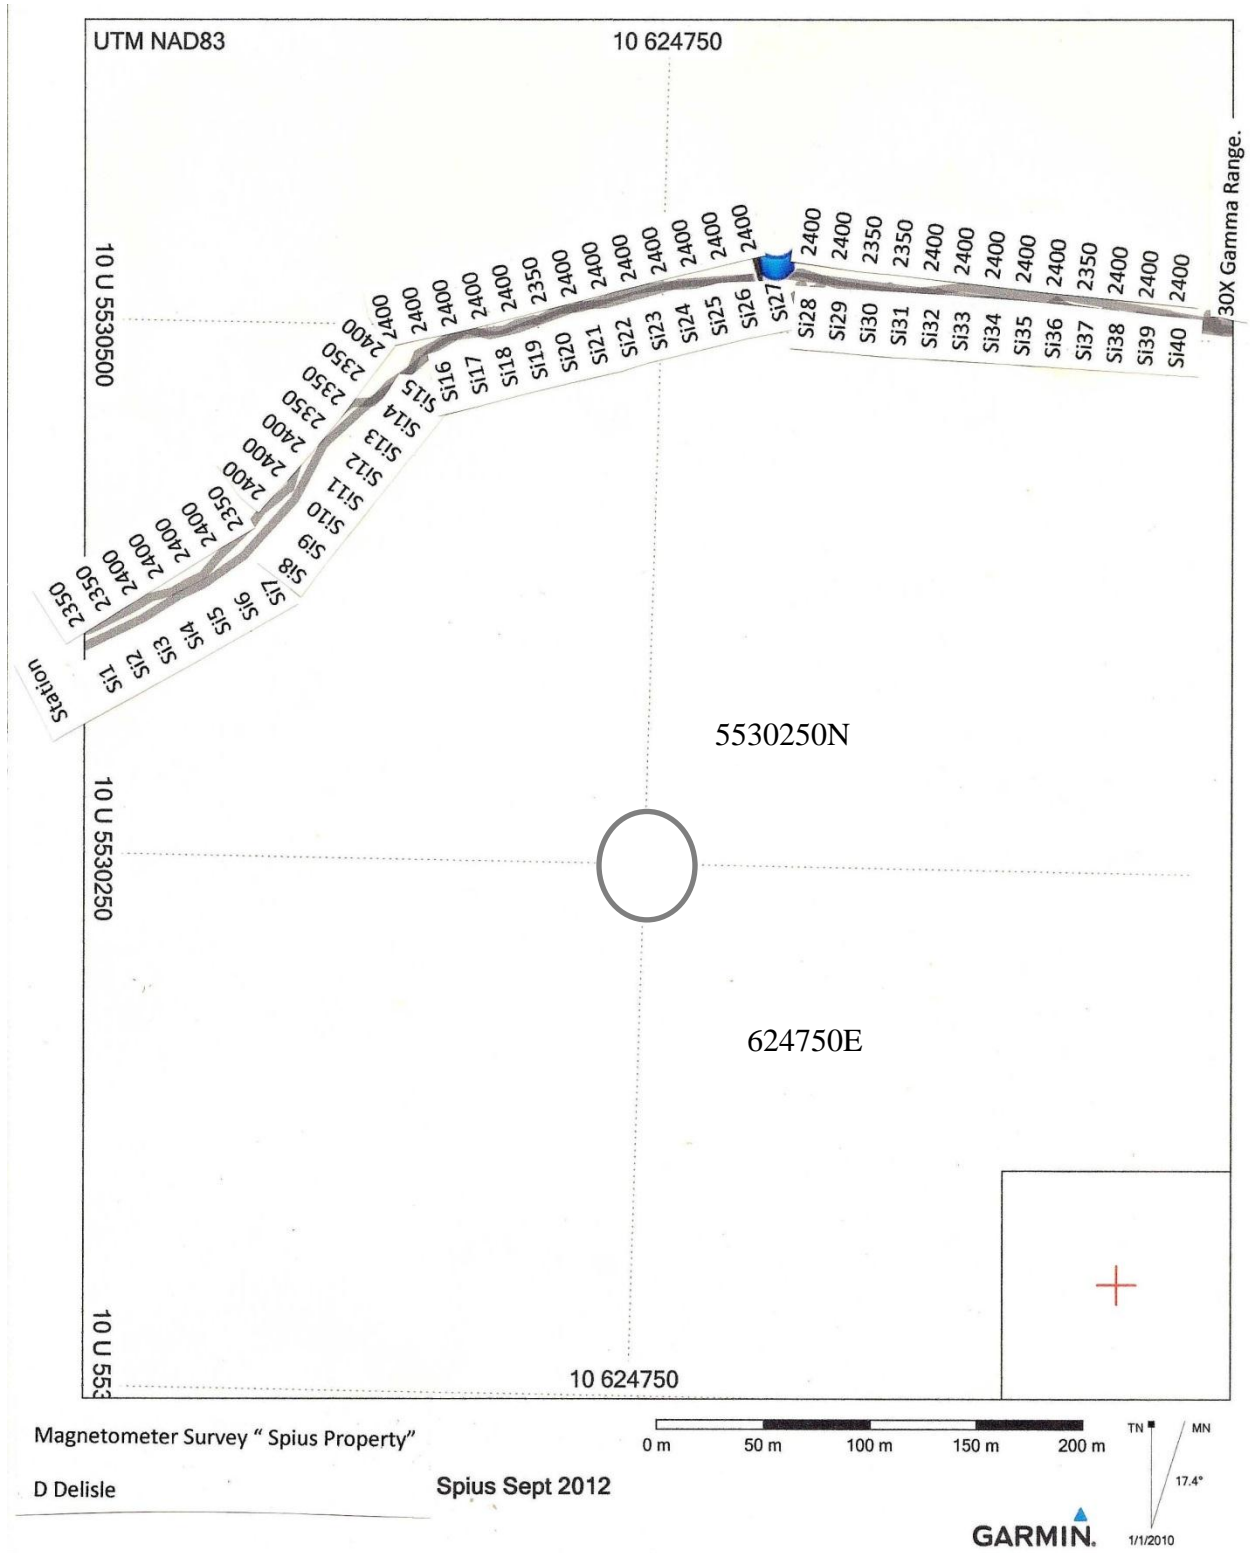 UTM NAD83
10 624750
30X Gamma Range.
10 U 5530500
2350
2350
2400
2400
2400
2350
2400
2400
2400
2350
2350
2350
2400
2400
2400
2400
2400
2400
2350
2400
2400
2400
2400
2400
2400
2400
2400
2400
2350
2350
2400
2400
2400
2400
2400
2350
2400
2400
2400
Station
Si1
Si2
Si3
Si4
Si5
Si6
Si7
Si8
Si9
Si10
Si11
Si12
Si13
Si14
Si15
Si16
Si17
Si18
Si19
Si20
Si21
Si22
Si23
Si24
Si25
Si26
Si27
Si28
Si29
Si30
Si31
Si32
Si33
Si34
Si35
Si36
Si37
Si38
Si39
Si40
5530250N
10 U 5530250
624750E
10 U 553
10 624750
Magnetometer Survey “ Spius Property”
0 m 50 m 100 m 150 m 200 m
TN MN
17.4°
D Delisle
Spius Sept 2012
GARMIN.
1/1/2010